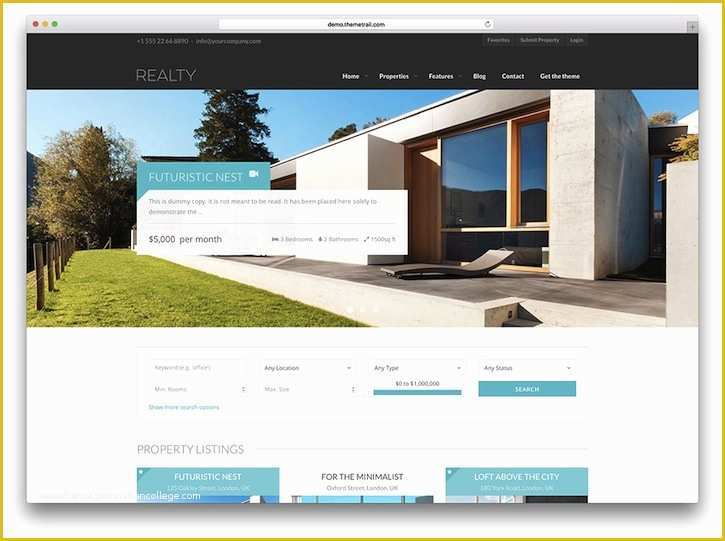 demo.themetrail.com
+1 555 22 66 8890 - info@yourcompany.com
Favorites Submit Property Login
REALTY
Home Properties Features Blog Contact Get the theme
FUTURISTIC NEST
This is dummy copy. It is not meant to be read. It has been placed here solely to
demonstrate the ...
$5,000 per month
3 Bedrooms 3 Bathrooms 1500sq ft
Keyword (e.g. 'office')
Any Location
Any Type
Any Status
Min. Rooms
Max. Size
$0 to $1,000,000
SEARCH
Show more search options
PROPERTY LISTINGS
FUTURISTIC NEST
125 Oakley Street, London, UK
FOR THE MINIMALIST
Oxford Street, London, UK
LOFT ABOVE THE CITY
180 York Road, London, UK